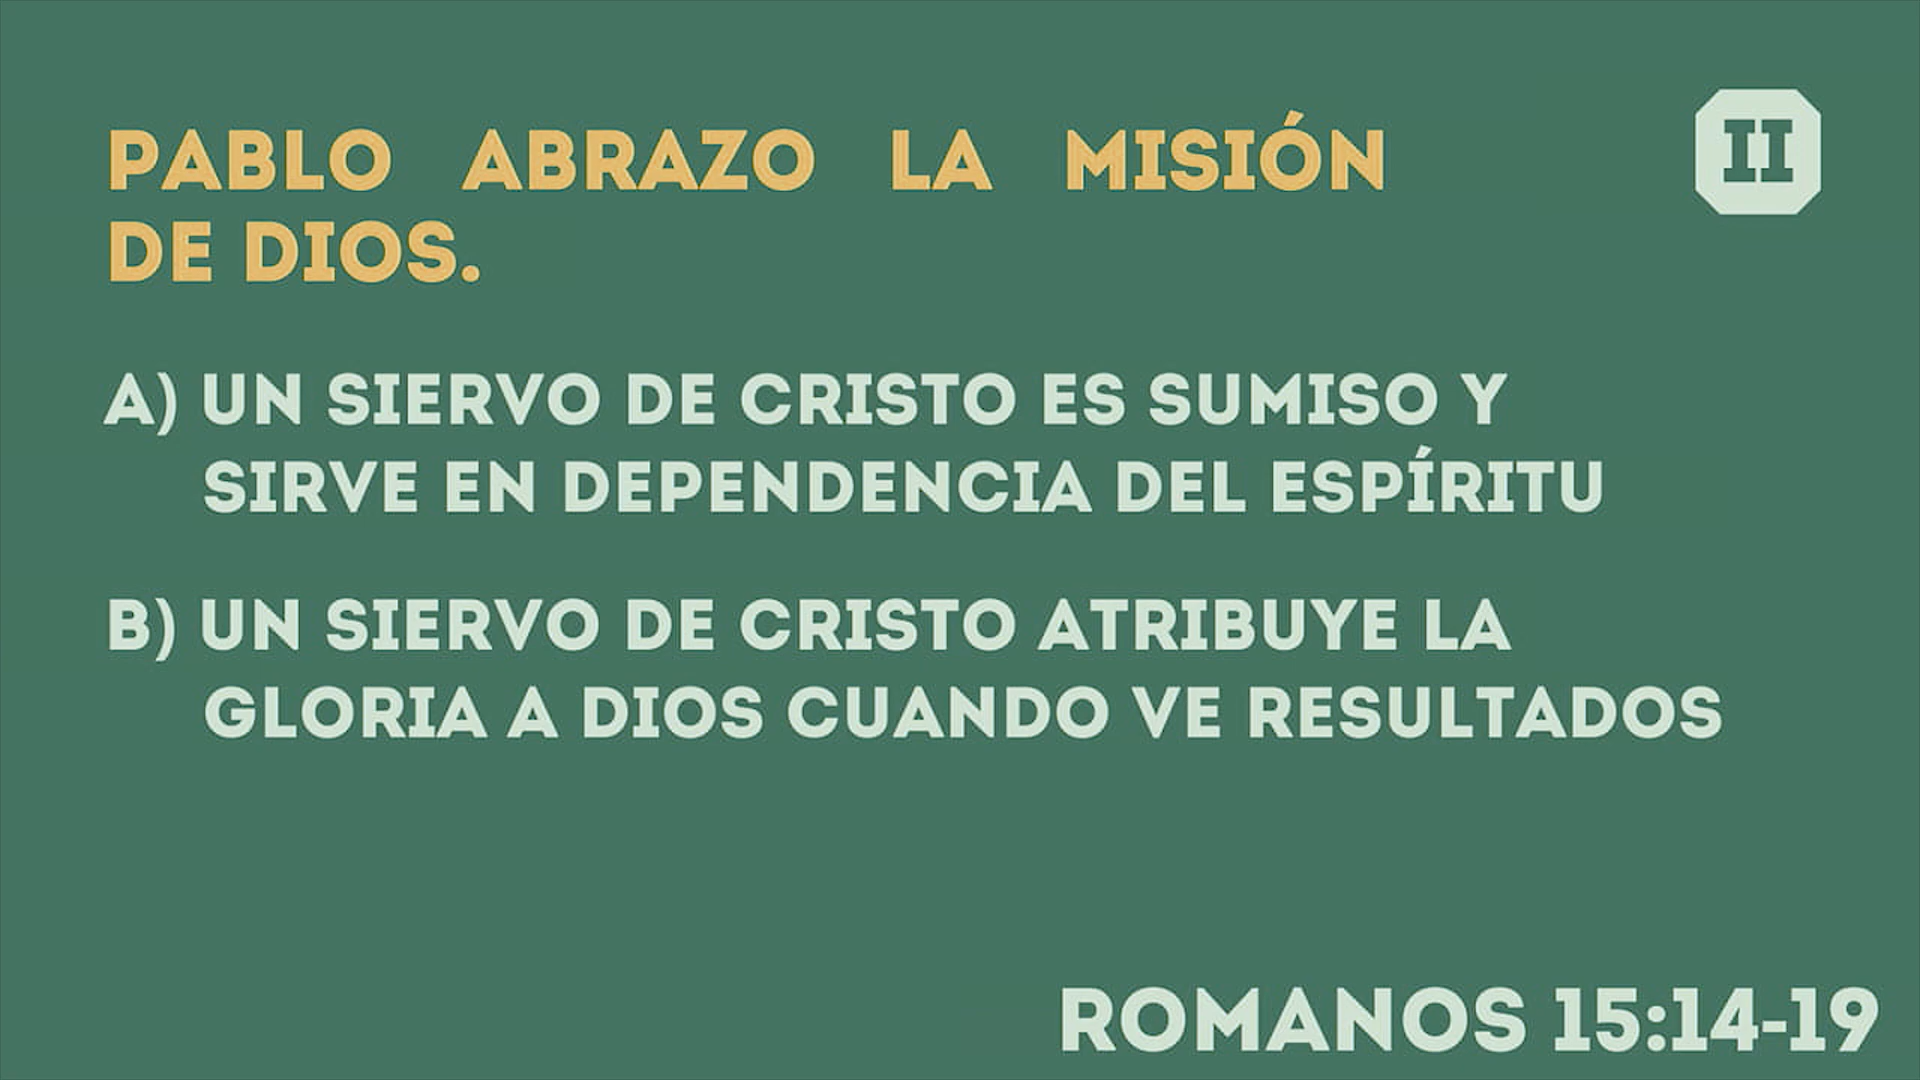 PABLO ABRAZO LA MISIÓN
DE DIOS.
II
A) UN SIERVO DE CRISTO ES SUMISO Y
SIRVE EN DEPENDENCIA DEL ESPÍRITU
B) UN SIERVO DE CRISTO ATRIBUYE LA
GLORIA A DIOS CUANDO VE RESULTADOS
ROMANOS 15:14-19